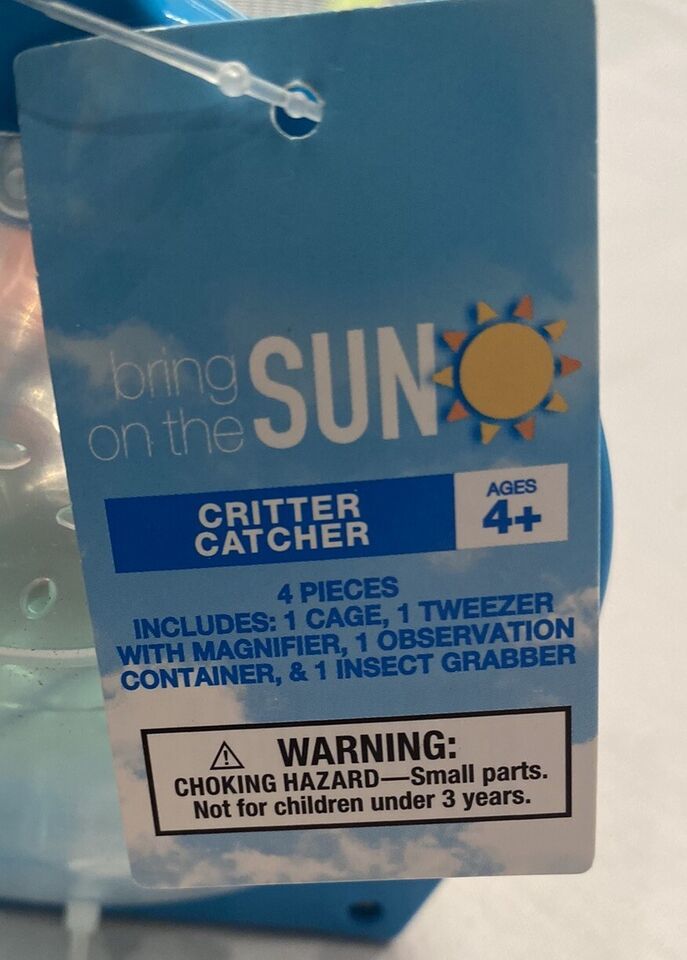 bring
on the SUN
CRITTER
CATCHER
AGES
4+
4 PIECES
INCLUDES: 1 CAGE, 1 TWEEZER
WITH MAGNIFIER, 1 OBSERVATION
CONTAINER, & 1 INSECT GRABBER
WARNING:
CHOKING HAZARD—Small parts.
Not for children under 3 years.